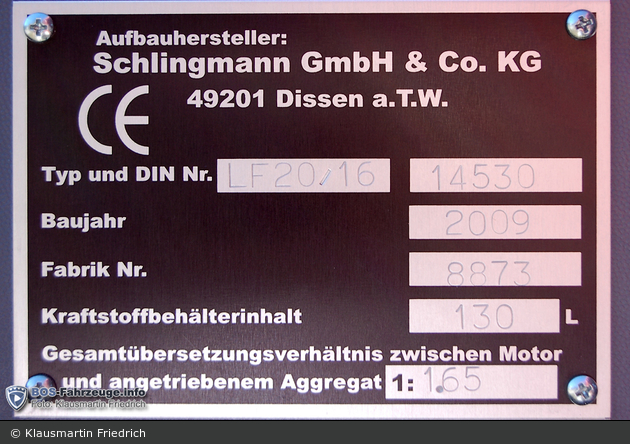 Aufbauhersteller:
Schlingmann GmbH & Co. KG
CE 49201 Dissen a.T.W.
Typ und DIN Nr. LF20/16 14530
Baujahr 2009
Fabrik Nr. 8873
Kraftstoffbehälterinhalt 130 L
Gesamtübersetzungsverhältnis zwischen Motor
und angetriebenem Aggregat 1: 1.65
BOS-Fahrzeuge.Info
Foto: Klausmartin Friedrich
© Klausmartin Friedrich